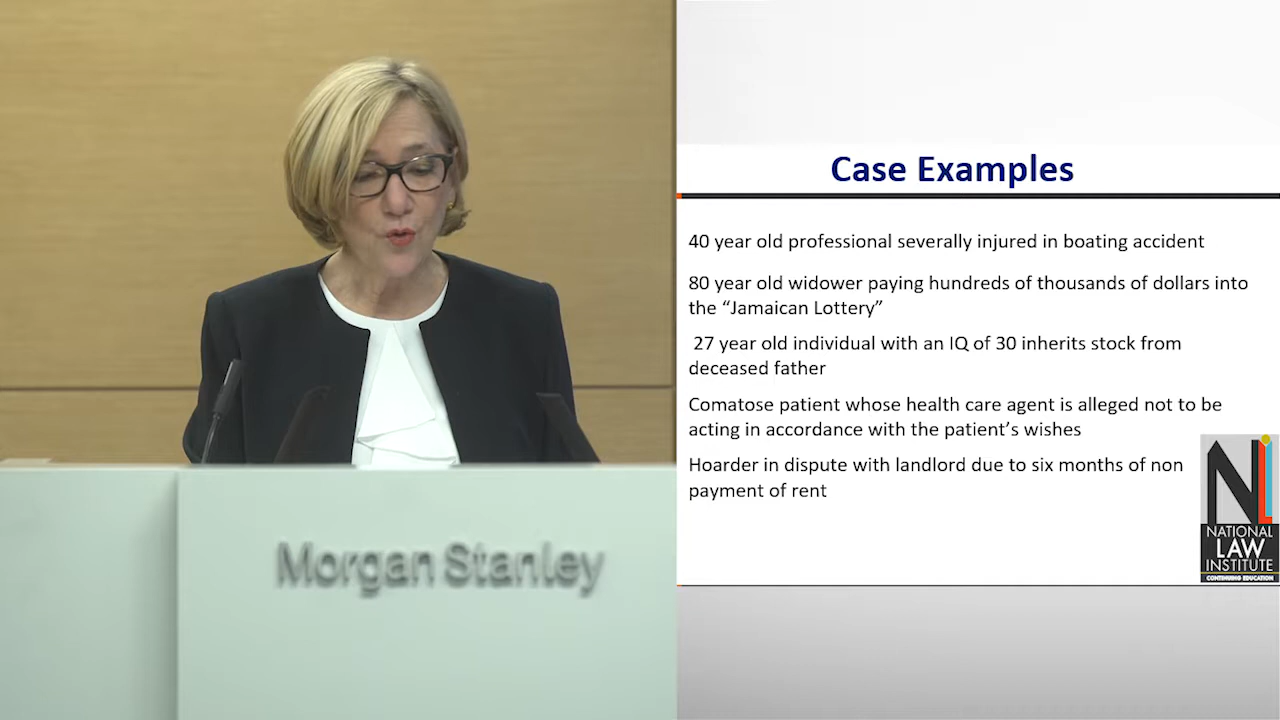 Case Examples
40 year old professional severally injured in boating accident
80 year old widower paying hundreds of thousands of dollars into
the “Jamaican Lottery”
27 year old individual with an IQ of 30 inherits stock from
deceased father
Comatose patient whose health care agent is alleged not to be
acting in accordance with the patient’s wishes
Hoarder in dispute with landlord due to six months of non
payment of rent
Morgan Stanley
NLI
NATIONAL
LAW
INSTITUTE
CONTINUING EDUCATION